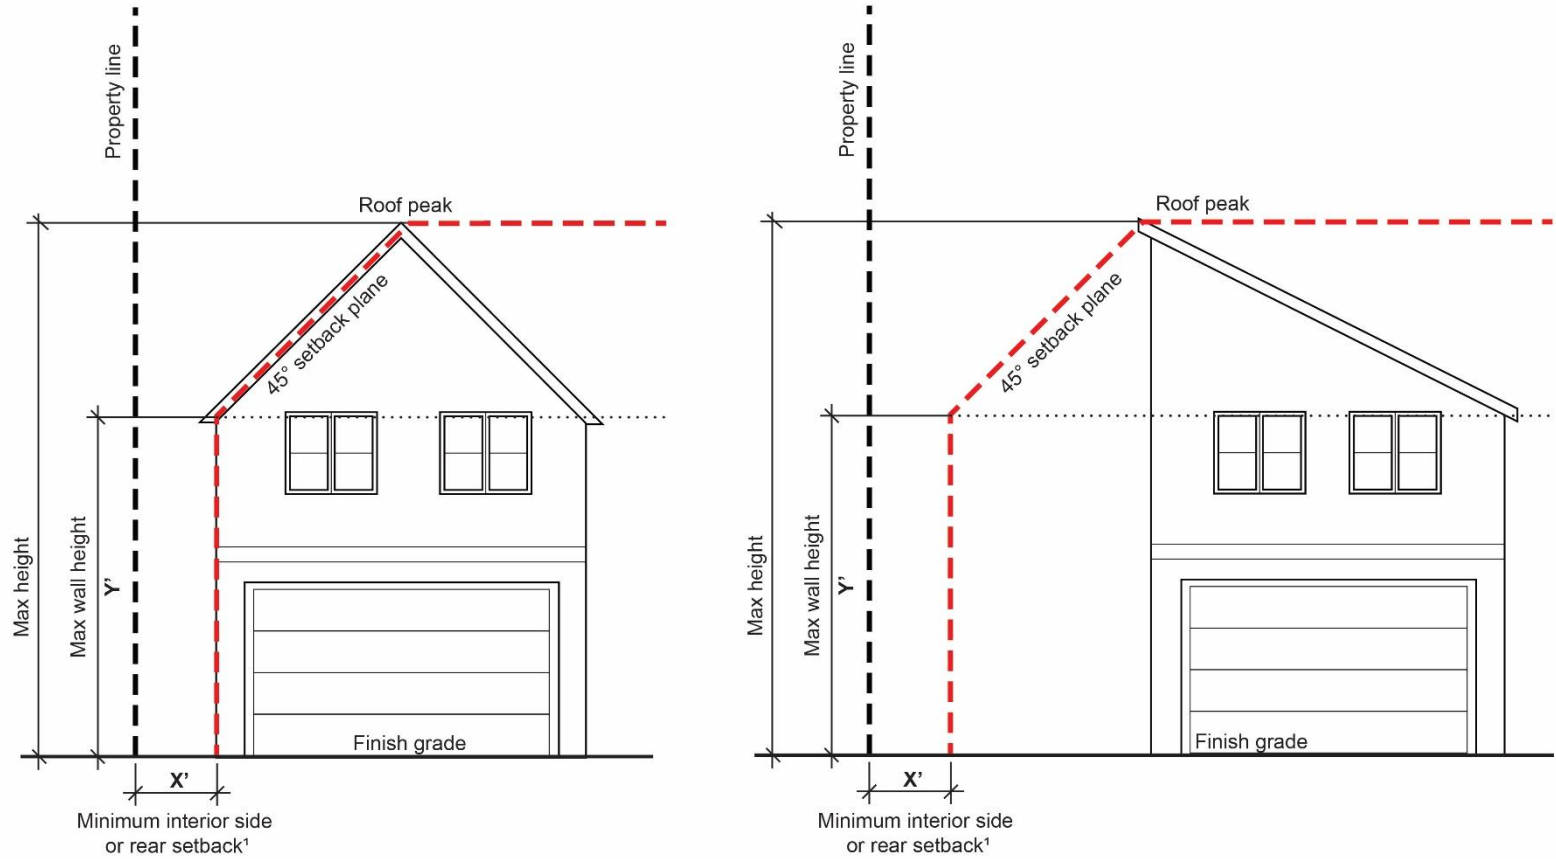 Property line
Roof peak
45° setback plane
Max height
Max wall height
Y’
Finish grade
X’
Minimum interior side
or rear setback¹
Property line
Roof peak
45° setback plane
Max height
Max wall height
Y’
Finish grade
X’
Minimum interior side
or rear setback¹